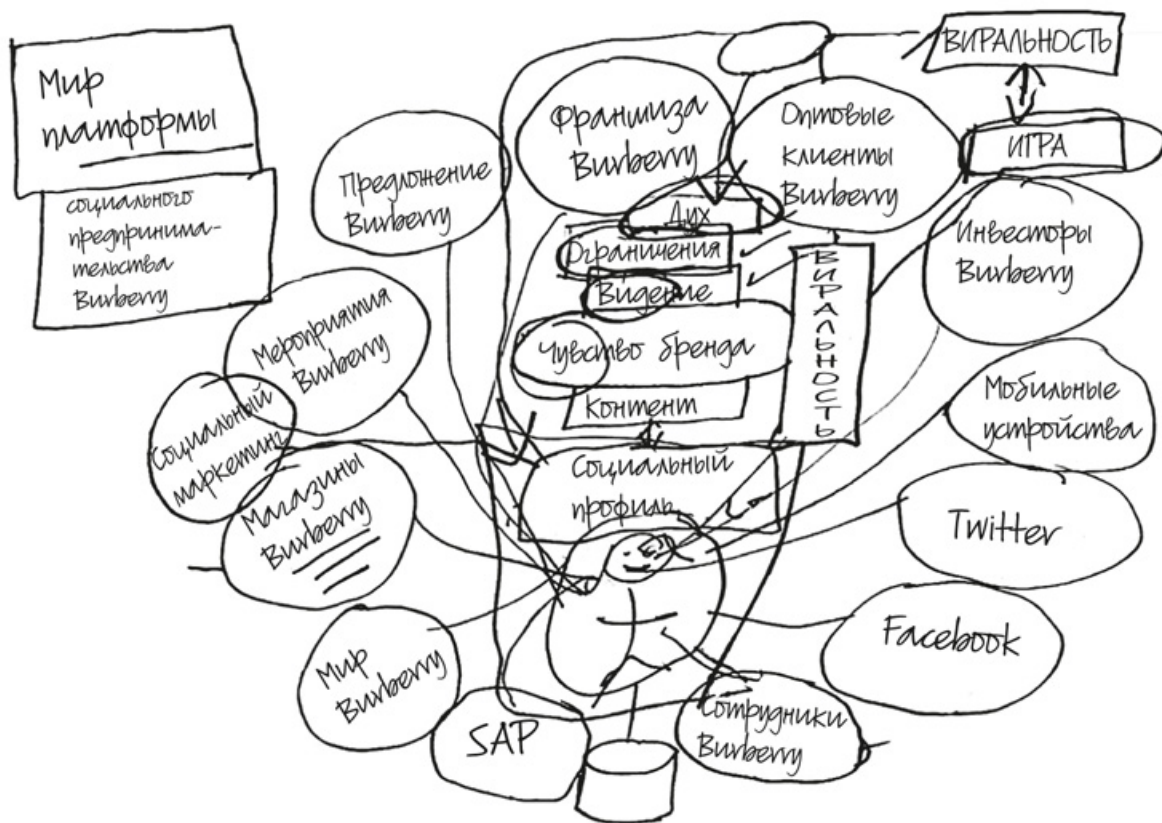 Мир
платформы
социального
предпринима-
тельства
Burberry
ВИРАЛЬНОСТЬ
ИГРА
Франшиза
Burberry
Оптовые
клиенты
Burberry
Предложение
Burberry
Дух
Ограничения
Видение
Чувство бренда
Контент
Социальный
профиль
ВИРАЛЬНОСТЬ
Инвесторы
Burberry
Мероприятия
Burberry
Социальный
маркетинг
Магазины
Burberry
Мобильные
устройства
Twitter
Facebook
Мир
Burberry
SAP
Сотрудники
Burberry